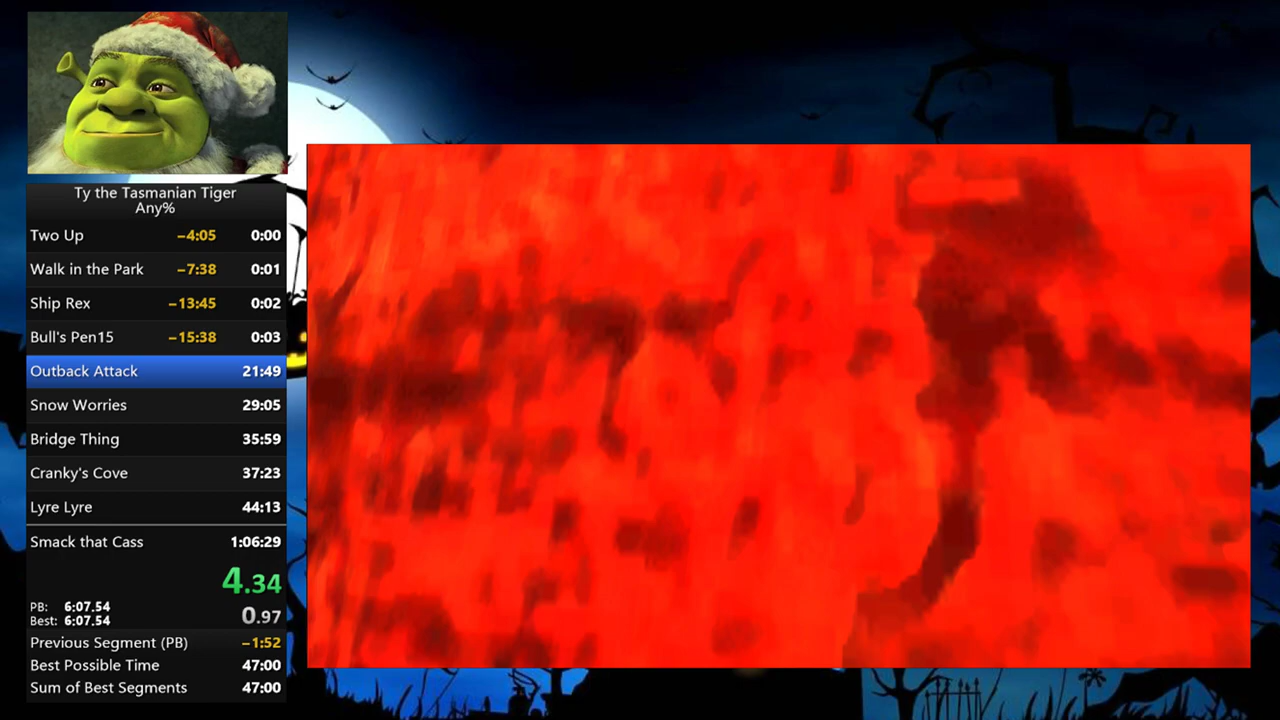 Ty the Tasmanian Tiger
Any%
Two Up −4:05 0:00
Walk in the Park −7:38 0:01
Ship Rex −13:45 0:02
Bull's Pen15 −15:38 0:03
Outback Attack 21:49
Snow Worries 29:05
Bridge Thing 35:59
Cranky's Cove 37:23
Lyre Lyre 44:13
Smack that Cass 1:06:29
4.34
PB: 6:07.54
Best: 6:07.54
0.97
Previous Segment (PB) −1:52
Best Possible Time 47:00
Sum of Best Segments 47:00